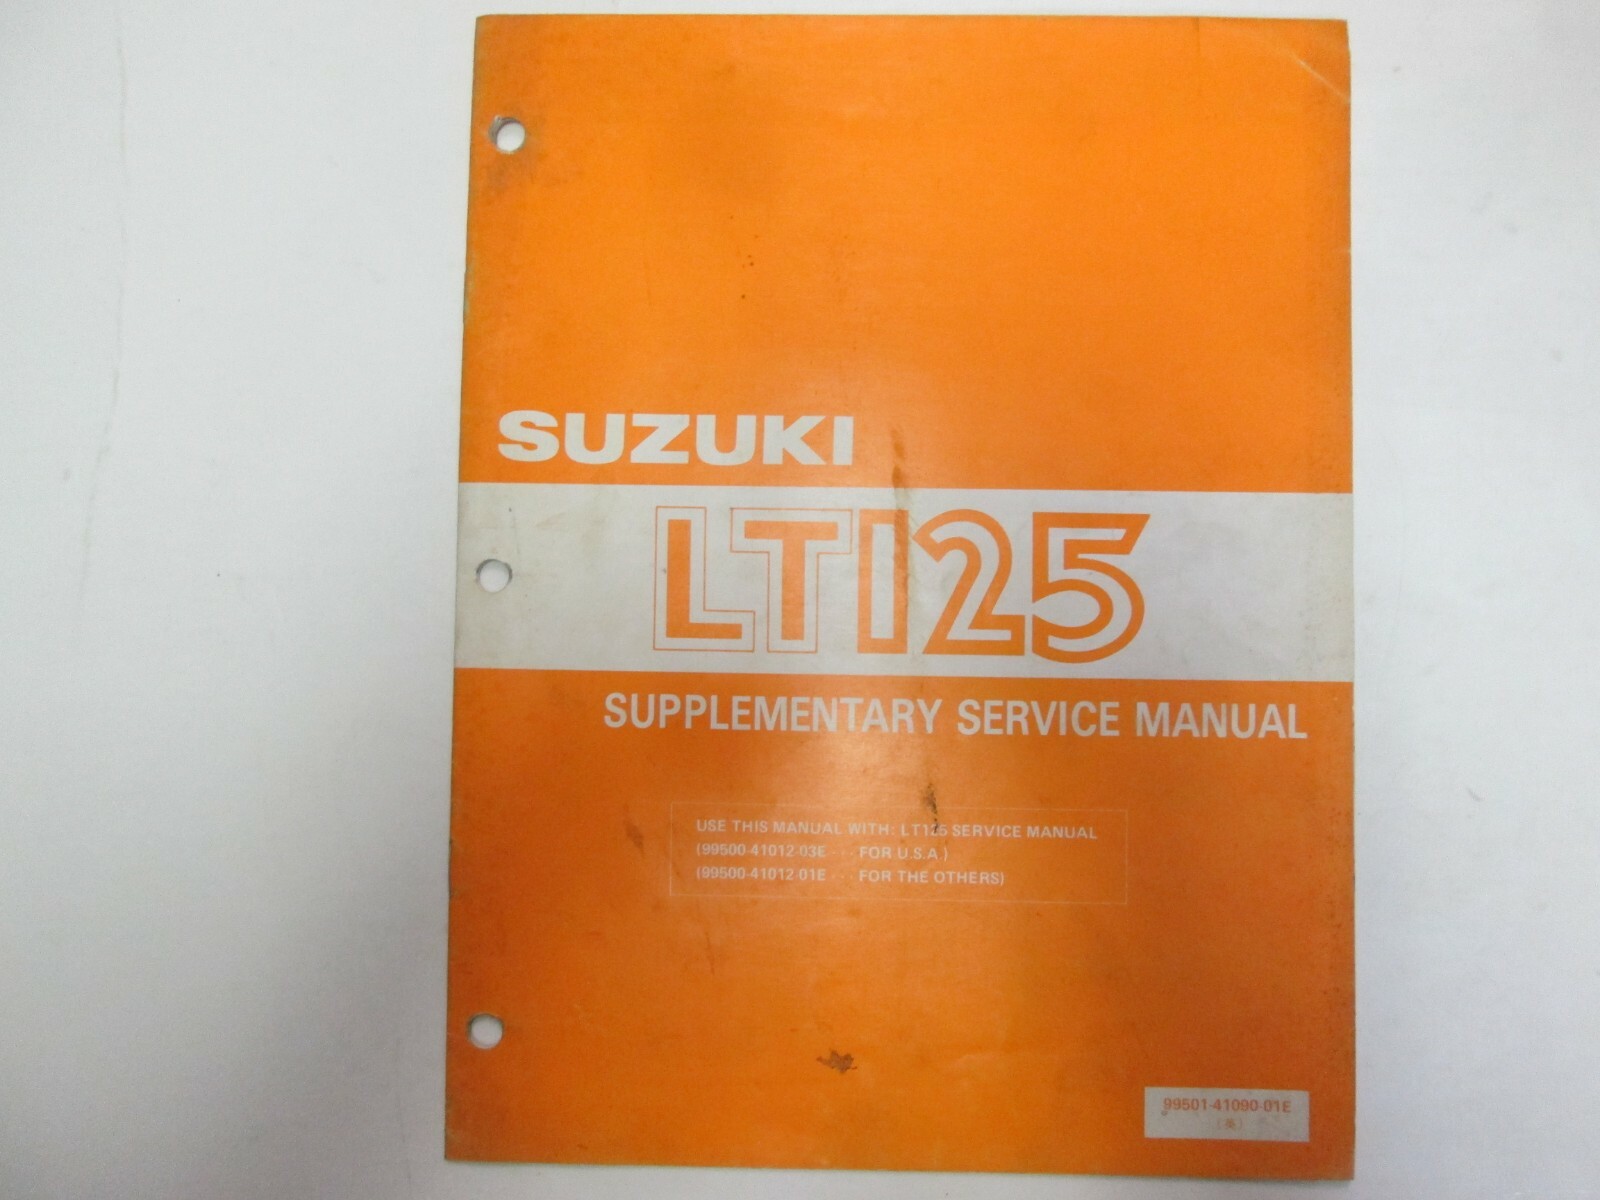 SUZUKI
LT125
SUPPLEMENTARY SERVICE MANUAL
USE THIS MANUAL WITH: LT125 SERVICE MANUAL
(99500-41012-03E ··· FOR U.S.A.)
(99500-41012-01E ··· FOR THE OTHERS)
99501-41090-01E
(英)